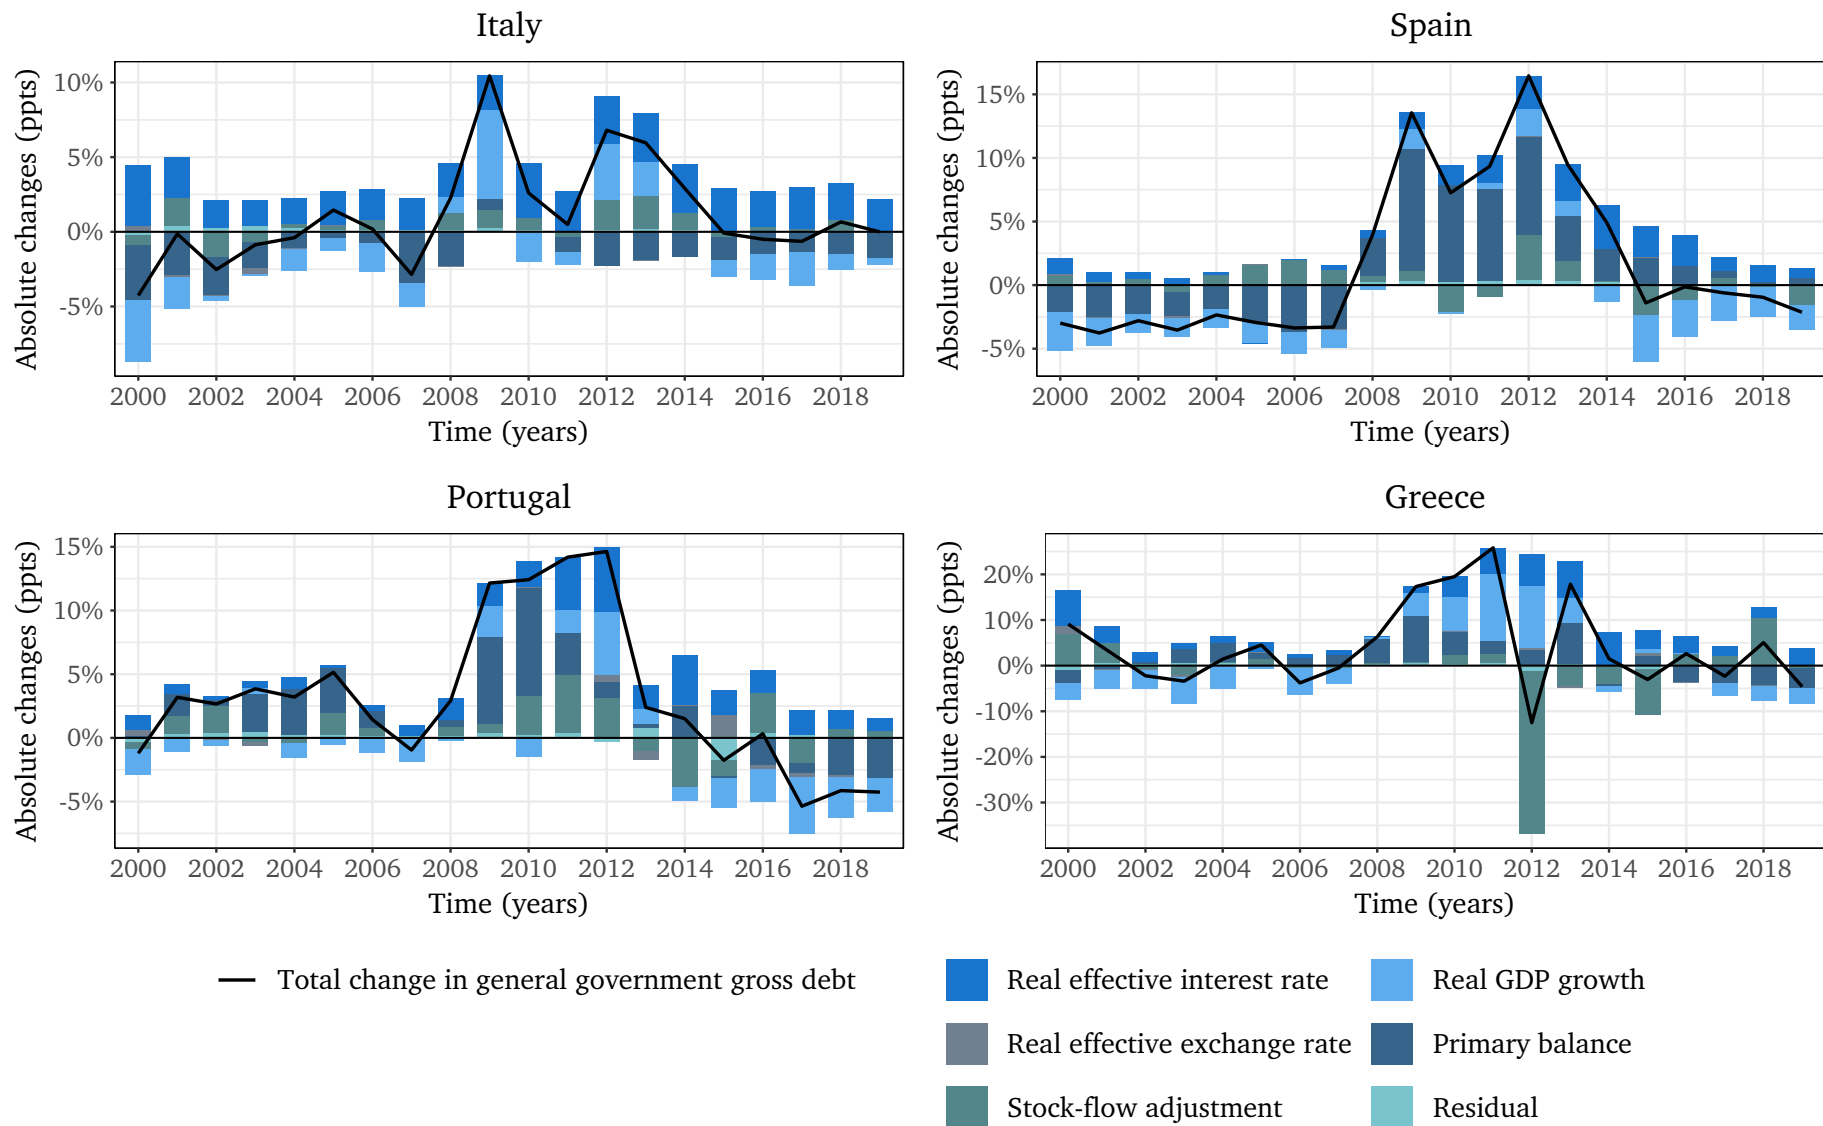 Italy
Absolute changes (ppts)
10%
5%
0%
-5%
2000 2002 2004 2006 2008 2010 2012 2014 2016 2018
Time (years)
Spain
Absolute changes (ppts)
15%
10%
5%
0%
-5%
2000 2002 2004 2006 2008 2010 2012 2014 2016 2018
Time (years)
Portugal
Absolute changes (ppts)
15%
10%
5%
0%
-5%
2000 2002 2004 2006 2008 2010 2012 2014 2016 2018
Time (years)
Greece
Absolute changes (ppts)
20%
10%
0%
-10%
-20%
-30%
2000 2002 2004 2006 2008 2010 2012 2014 2016 2018
Time (years)
Total change in general government gross debt
Real effective interest rate
Real GDP growth
Real effective exchange rate
Primary balance
Stock-flow adjustment
Residual